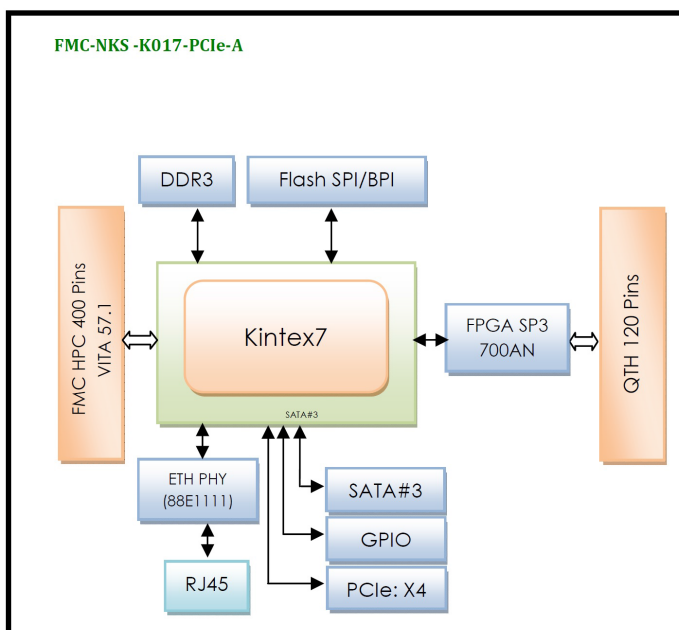 FMC-NKS -K017-PCIe-A
DDR3
Flash SPI/BPI
FMC HPC 400 Pins
VITA 57.1
Kintex7
SATA#3
FPGA SP3
700AN
QTH 120 Pins
ETH PHY
(88E1111)
RJ45
SATA#3
GPIO
PCIe: X4